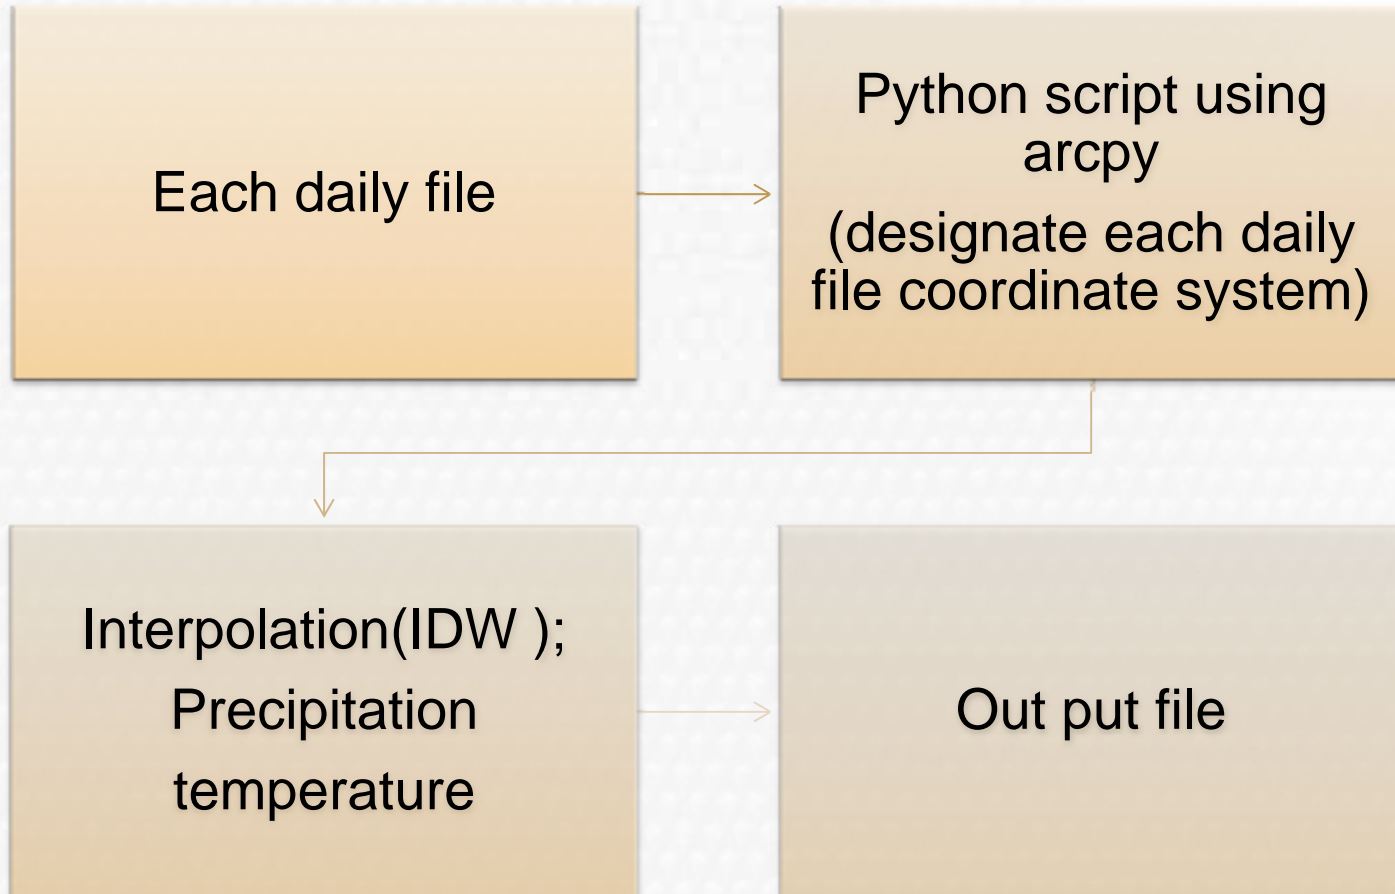 Each daily file
Python script using
arcpy
(designate each daily
file coordinate system)
Interpolation(IDW );
Precipitation
temperature
Out put file